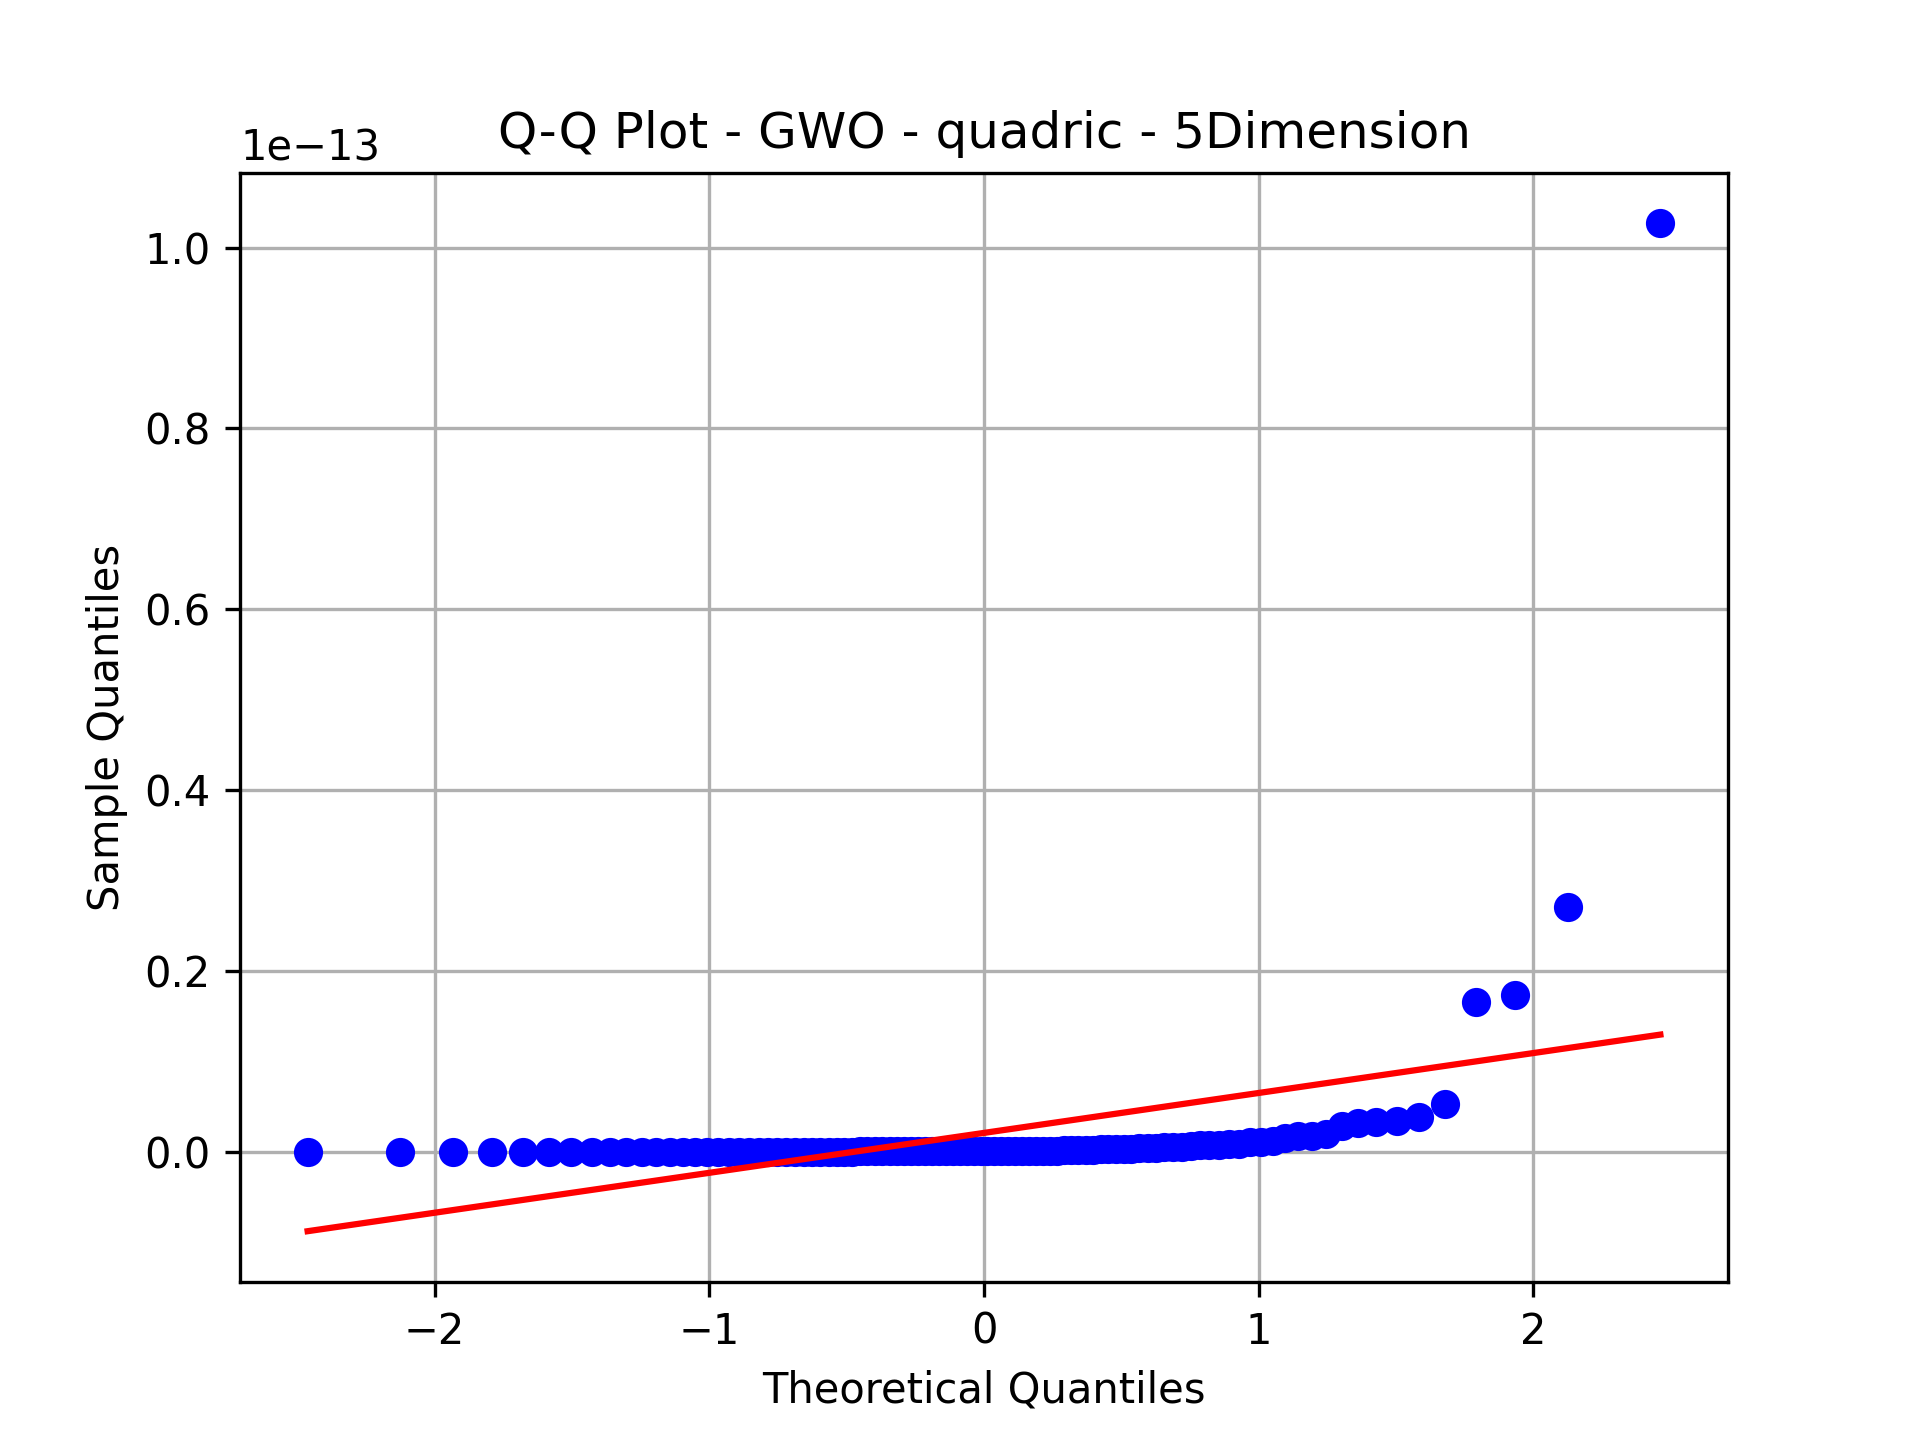 Q-Q Plot - GWO - quadric - 5Dimension
1e−13
1.0
0.8
0.6
0.4
0.2
0.0
Sample Quantiles
−2 −1 0 1 2
Theoretical Quantiles